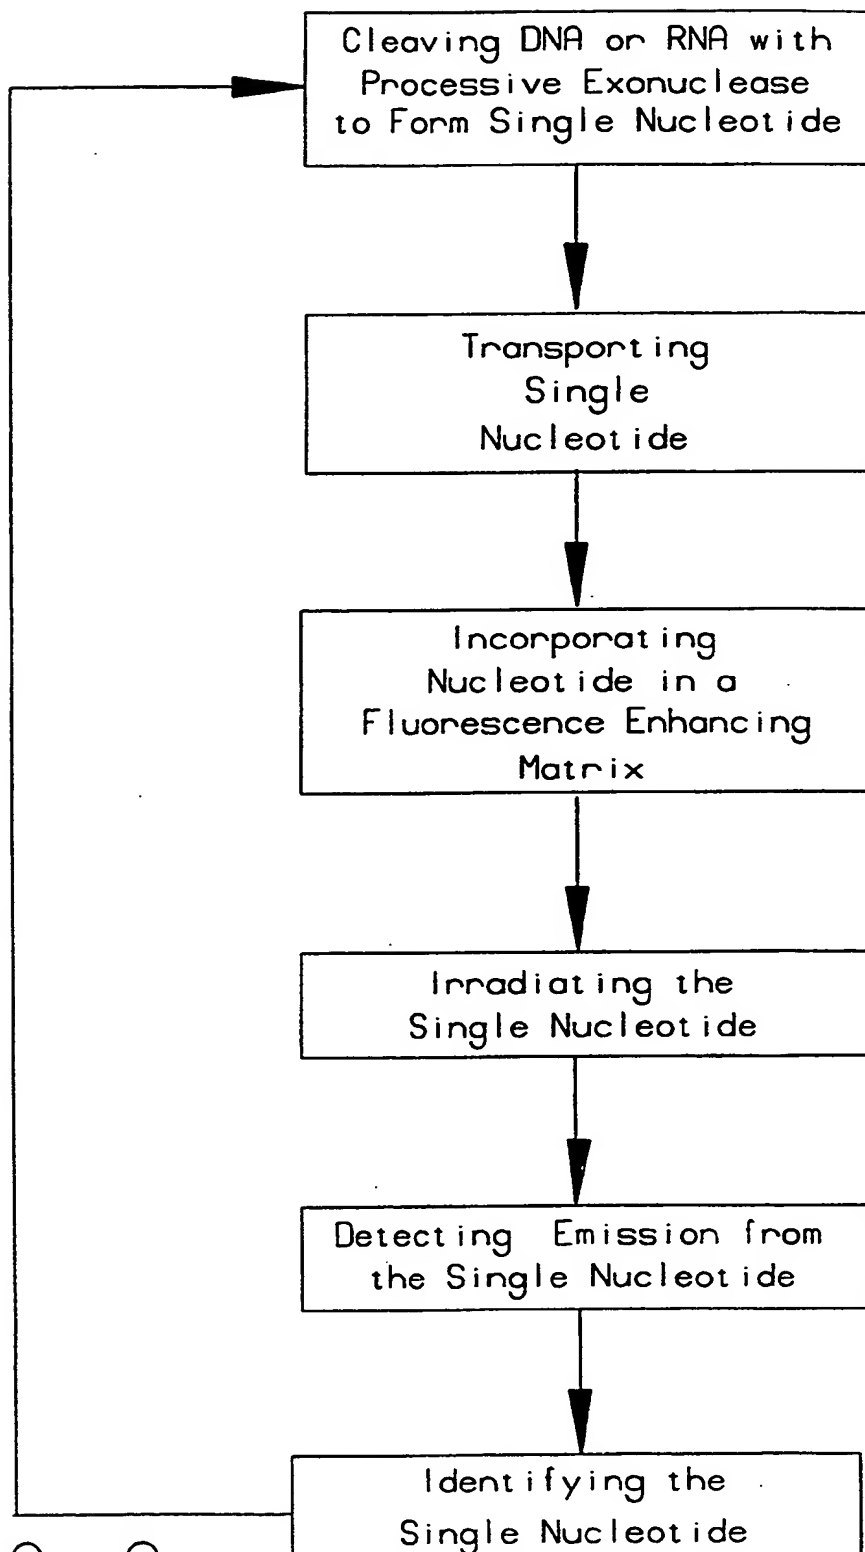 Cleaving DNA or RNA with
Processive Exonuclease
to Form Single Nucleotide
Transporting
Single
Nucleotide
Incorporating
Nucleotide in a
Fluorescence Enhancing
Matrix
Irradiating the
Single Nucleotide
Detecting Emission from
the Single Nucleotide
Identifying the
Single Nucleotide